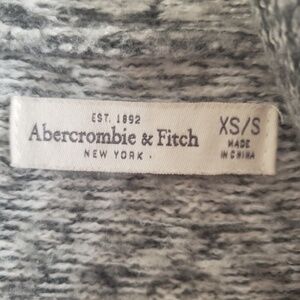 EST. 1892
Abercrombie & Fitch
NEW YORK .
XS/S
MADE
IN CHINA